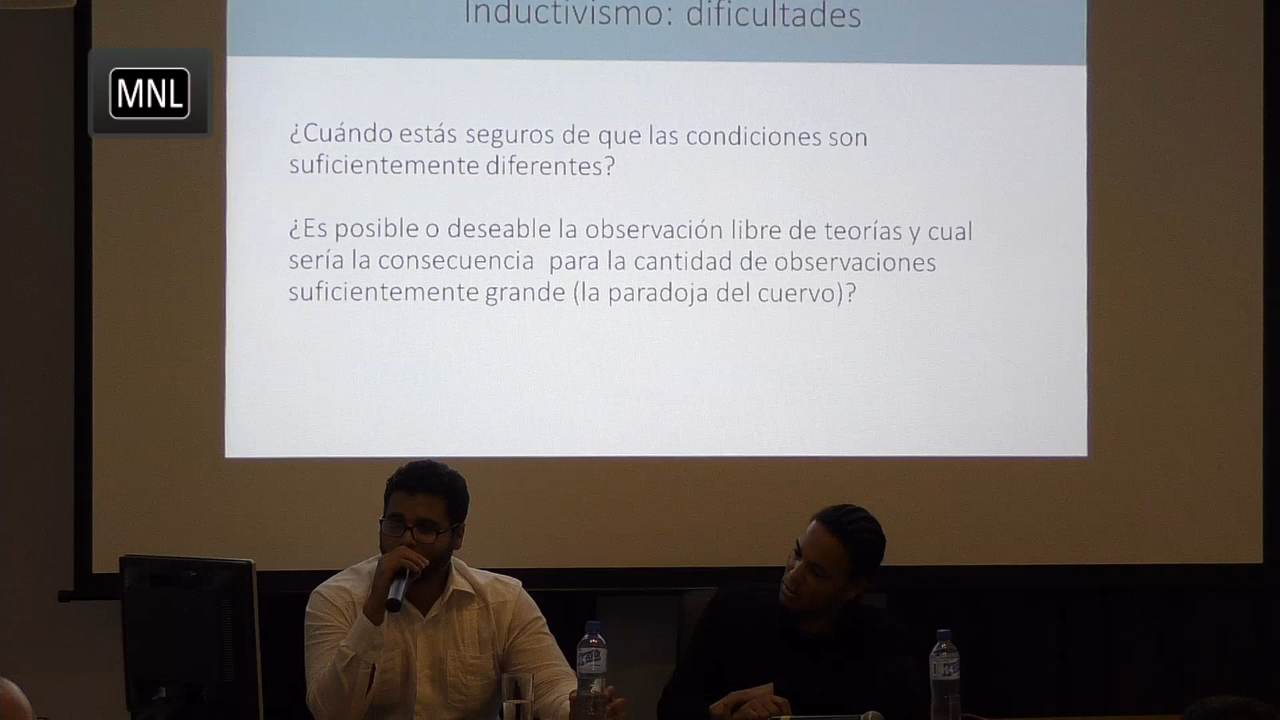 Inductivismo: dificultades
MNL
¿Cuándo estás seguros de que las condiciones son
suficientemente diferentes?
¿Es posible o deseable la observación libre de teorías y cual
sería la consecuencia para la cantidad de observaciones
suficientemente grande (la paradoja del cuervo)?